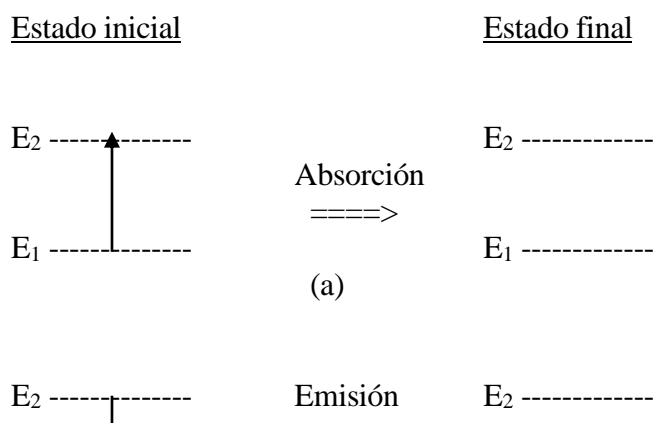 Estado inicial Estado final
E₂ ------------- E₂ -------------
Absorción
====>
E₁ ------------- E₁ -------------
(a)
E₂ ------------- Emisión E₂ -------------